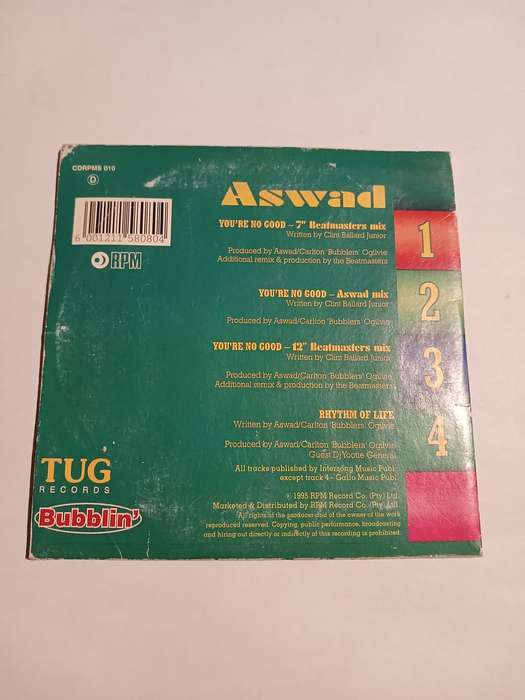 CDRPMS 010
D
6 001211 580804
RPM
Aswad
YOU'RE NO GOOD – 7" Beatmasters mix
Written by Clint Ballard Junior
Produced by Aswad/Carlton 'Bubblers' Ogilvie
Additional remix & production by the Beatmasters
1
YOU'RE NO GOOD – Aswad mix
Written by Clint Ballard Junior
Produced by Aswad/Carlton 'Bubblers' Ogilvie
2
YOU'RE NO GOOD – 12" Beatmasters mix
Written by Clint Ballard Junior
Produced by Aswad/Carlton 'Bubblers' Ogilvie
Additional remix & production by the Beatmasters
3
RHYTHM OF LIFE
Written by Aswad/Carlton 'Bubblers' Ogilvie
Produced by Aswad/Carlton 'Bubblers' Ogilvie
Guest Dj Yootie General
4
All tracks published by Intersong Music Publ.
except track 4 - Gallo Music Publ.
℗ 1995 RPM Record Co. (Pty) Ltd
Marketed & Distributed by RPM Record Co. (Pty) Ltd
All rights of the producer and of the owner of the work
reproduced reserved. Copying, public performance, broadcasting
and hiring out directly or indirectly of this recording is prohibited.
TUG
RECORDS
Bubblin'